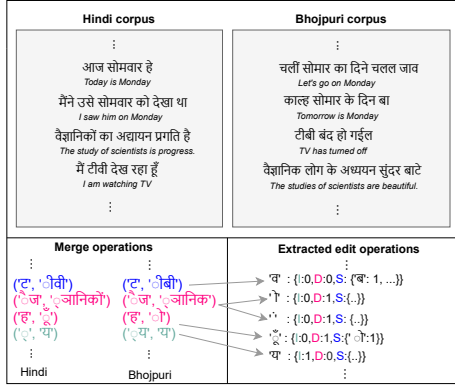 Hindi corpus
⋮
आज सोमवार हे
Today is Monday
मैंने उसे सोमवार को देखा था
I saw him on Monday
वैज्ञानिकों का अद्यायन प्रगति है
The study of scientists is progress.
मैं टीवी देख रहा हूँ
I am watching TV
⋮
Bhojpuri corpus
⋮
चलीं सोमार का दिने चलल जाव
Let's go on Monday
काल्ह सोमार के दिन बा
Tomorrow is Monday
टीबी बंद हो गईल
TV has turned off
वैज्ञानिक लोग के अध्ययन सुंदर बाटे
The studies of scientists are beautiful.
⋮
Merge operations
⋮ ⋮
('ट', 'ीवी') ('ट', 'ीबी')
('ैज', '्ञानिकों') ('ैज', '्ञानिक')
('ह', 'ूँ') ('ह', 'ो')
('्', 'य') ('्य', 'य')
⋮ ⋮
Hindi Bhojpuri
Extracted edit operations
⋮
'व' : {I:0,D:0,S: {'ब': 1, ...}}
'ो' : {I:0,D:1,S:{..}}
'ं' : {I:0,D:1,S: {..}}
'ूँ' : {I:0,D:1,S:{'ो':1}}
'य' : {I:1,D:0,S:{..}}
⋮